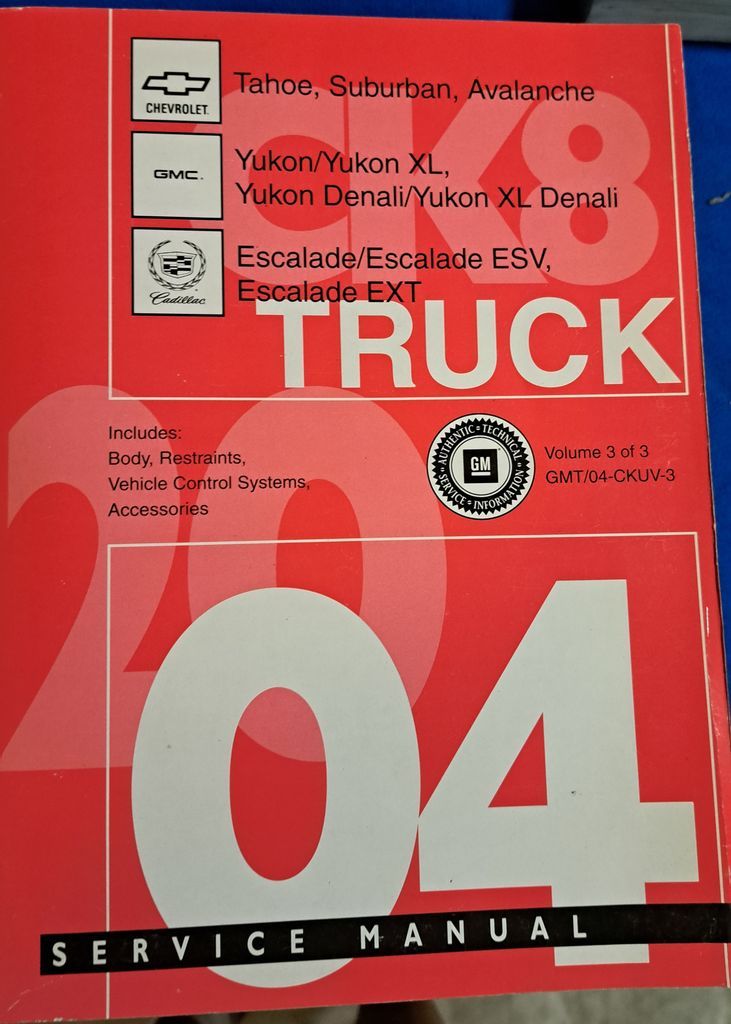 CK8
CHEVROLET
Tahoe, Suburban, Avalanche
GMC
Yukon/Yukon XL,
Yukon Denali/Yukon XL Denali
Cadillac
Escalade/Escalade ESV,
Escalade EXT
TRUCK
Includes:
Body, Restraints,
Vehicle Control Systems,
Accessories
AUTHENTIC • TECHNICAL
GM
SERVICE • INFORMATION
Volume 3 of 3
GMT/04-CKUV-3
20
04
SERVICE MANUAL